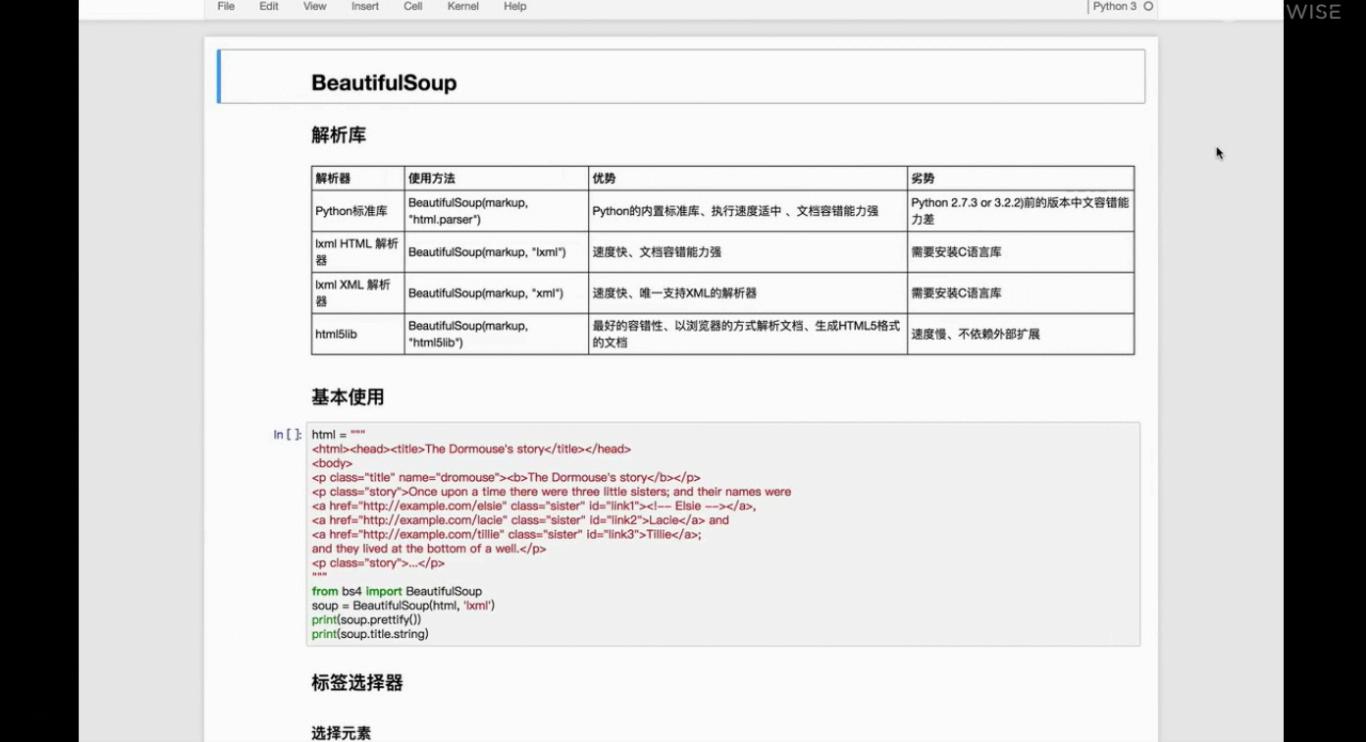 File Edit View Insert Cell Kernel Help
Python 3
WISE
BeautifulSoup
解析库
解析器 使用方法 优势 劣势
Python标准库
BeautifulSoup(markup,
"html.parser")
Python的内置标准库、执行速度适中 、文档容错能力强
Python 2.7.3 or 3.2.2)前的版本中文容错能
力差
lxml HTML 解析
器
BeautifulSoup(markup, "lxml")
速度快、文档容错能力强
需要安装C语言库
lxml XML 解析
器
BeautifulSoup(markup, "xml")
速度快、唯一支持XML的解析器
需要安装C语言库
html5lib
BeautifulSoup(markup,
"html5lib")
最好的容错性、以浏览器的方式解析文档、生成HTML5格式
的文档
速度慢、不依赖外部扩展
基本使用
In [ ]: html = """
<html><head><title>The Dormouse's story</title></head>
<body>
<p class="title" name="dromouse"><b>The Dormouse's story</b></p>
<p class="story">Once upon a time there were three little sisters; and their names were
<a href="http://example.com/elsie" class="sister" id="link1"><!-- Elsie --></a>,
<a href="http://example.com/lacie" class="sister" id="link2">Lacie</a> and
<a href="http://example.com/tillie" class="sister" id="link3">Tillie</a>;
and they lived at the bottom of a well.</p>
<p class="story">...</p>
"""
from bs4 import BeautifulSoup
soup = BeautifulSoup(html, 'lxml')
print(soup.prettify())
print(soup.title.string)
标签选择器
选择元素